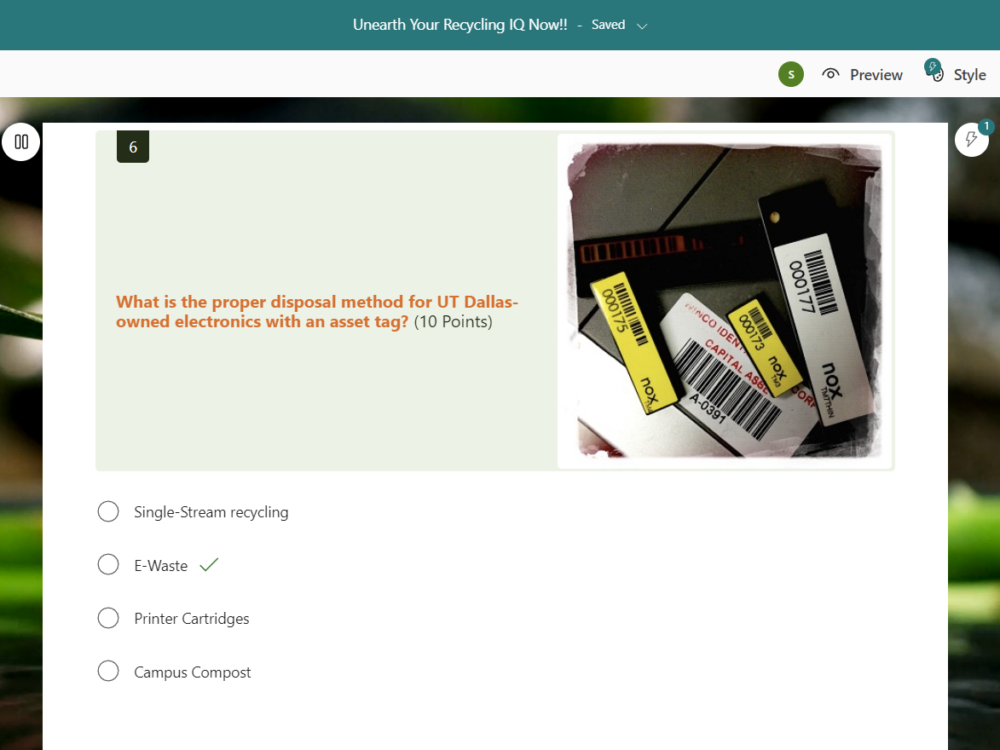 Unearth Your Recycling IQ Now!! - Saved
S
Preview
Style
1
6
What is the proper disposal method for UT Dallas-
owned electronics with an asset tag? (10 Points)
000175
nox
A-0391
CAPITAL
000173
nox
000177
nox
TM7THIN
Single-Stream recycling
E-Waste
Printer Cartridges
Campus Compost